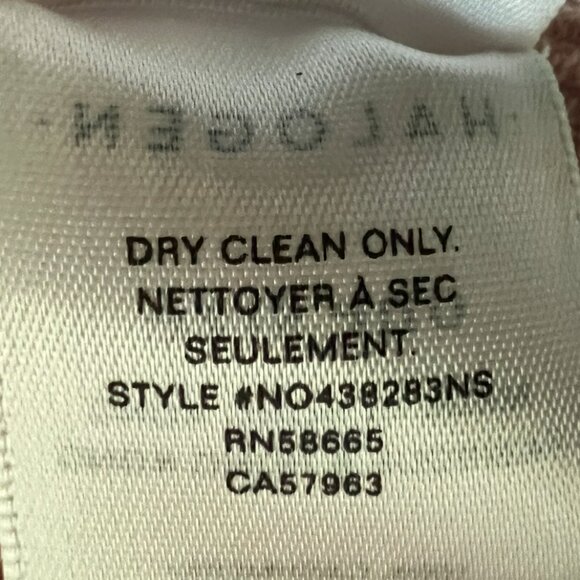 HALOGEN
DRY CLEAN ONLY.
NETTOYER À SEC
SEULEMENT.
STYLE #NO438283NS
RN58665
CA57963